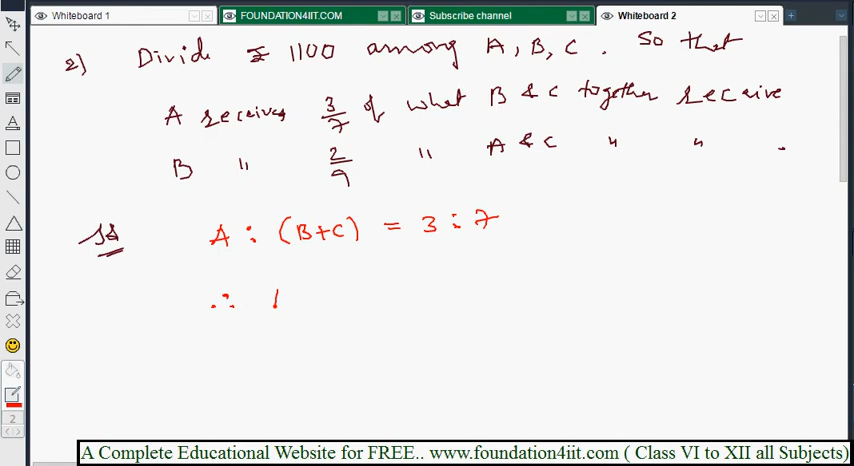 Whiteboard 1
FOUNDATION4IIT.COM
Subscribe channel
Whiteboard 2
2) Divide ₹ 1100 among A, B, C. So that
A receives 3/7 of what B & C together receive
B " 2/9 " A & C " " .
A : (B+C) = 3 : 7
∴
2
A Complete Educational Website for FREE.. www.foundation4iit.com ( Class VI to XII all Subjects)